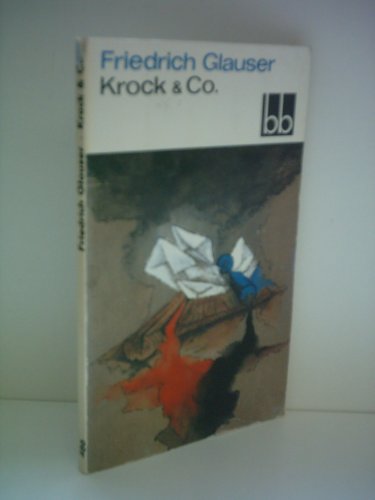 Friedrich Glauser
Krock & Co.
bb
Friedrich Glauser Krock & Co.